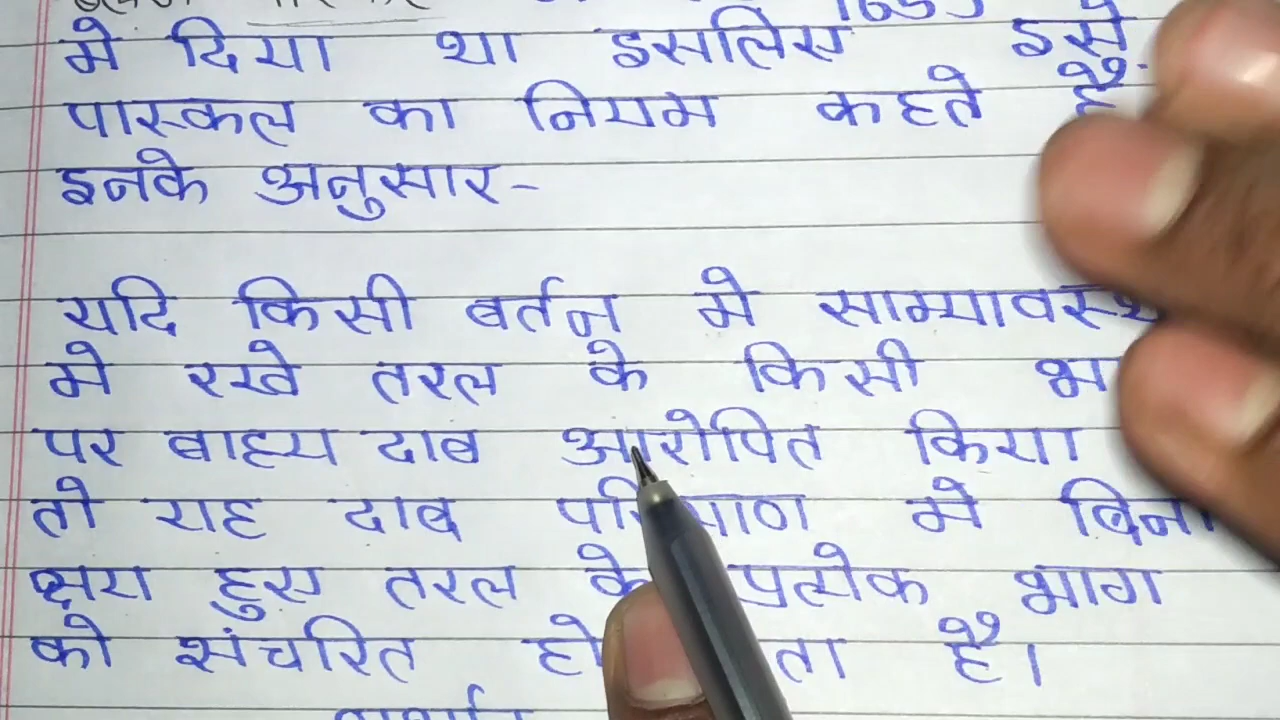 में दिया था इसलिए इसे
पास्कल का नियम कहते हैं
इनके अनुसार-
यदि किसी बर्तन मे साम्यावस्थ
मे रखे तरल के किसी
पर बाह्य दाब आरोपित किया
तो यह दाब परिमाण मे बिना
क्षय हुए तरल के प्रत्येक भाग
को संचरित है।